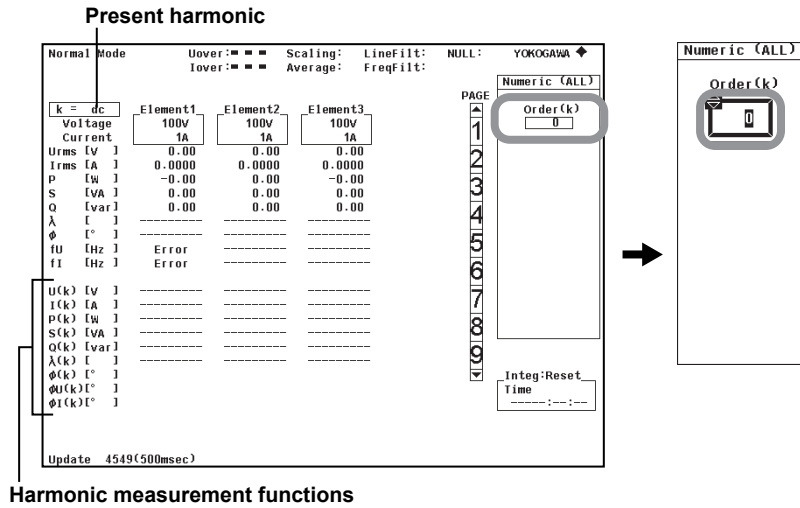 Present harmonic
Normal Mode Uover:■ ■ ■ Scaling: LineFilt: NULL: YOKOGAWA ◆
Iover:■ ■ ■ Average: FreqFilt:
Numeric (ALL)
PAGE
Order(k)
0
k = dc Element1 Element2 Element3
Voltage 100V 100V 100V
Current 1A 1A 1A
Urms [V ] 0.00 0.00 0.00
Irms [A ] 0.0000 0.0000 0.0000
P [W ] -0.00 0.00 -0.00
S [VA ] 0.00 0.00 0.00
Q [var] 0.00 0.00 0.00
λ [ ] -------- -------- --------
ϕ [° ] -------- -------- --------
fU [Hz ] Error -------- --------
fI [Hz ] Error -------- --------
U(k) [V ] -------- -------- --------
I(k) [A ] -------- -------- --------
P(k) [W ] -------- -------- --------
S(k) [VA ] -------- -------- --------
Q(k) [var] -------- -------- --------
λ(k) [ ] -------- -------- --------
ϕ(k) [° ]
ϕU(k)[° ]
ϕI(k)[° ]
1
2
3
4
5
6
7
8
9
Integ:Reset
Time
-----:--:--
Update 4549(500msec)
Numeric (ALL)
Order(k)
0
Harmonic measurement functions